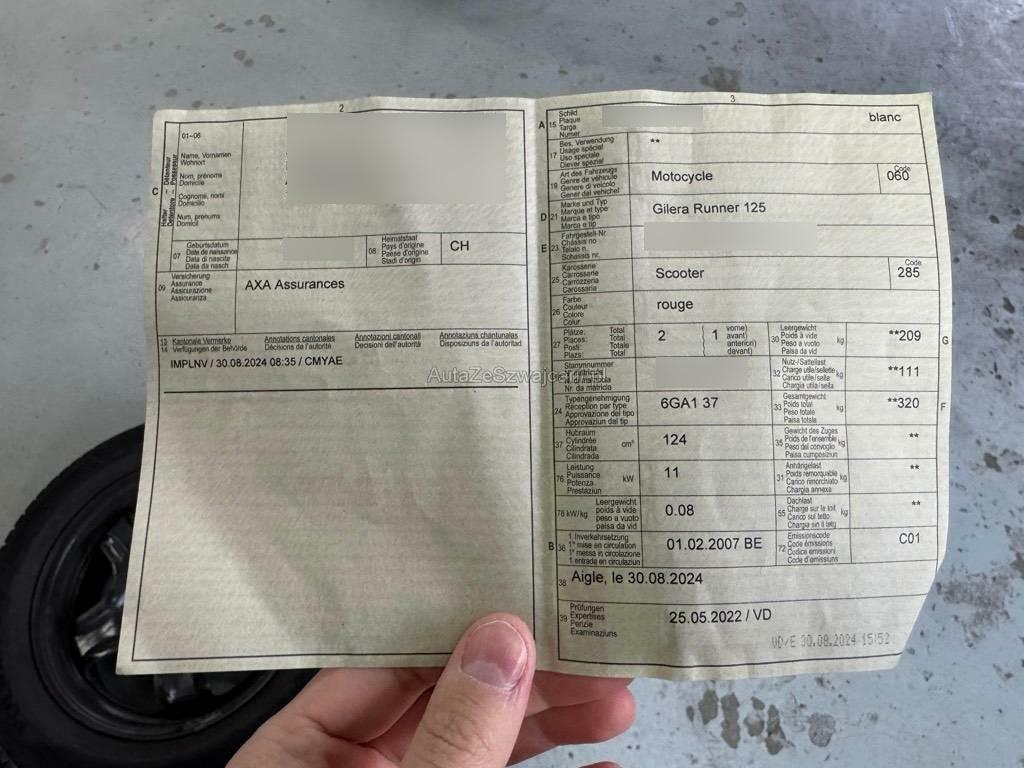 2
01-06
C
Halter – Détenteur
Detentore – Possessur
Name, Vornamen
Wohnort
Nom, prénoms
Domicile
Cognome, nomi
Domicilio
Num, prenums
Domicil
07
Geburtsdatum
Date de naissance
Data di nascita
Data da nasch.
08
Heimatstaat
Pays d'origine
Paese d'origine
Stadi d'origin
CH
09
Versicherung
Assurance
Assicurazione
Assicuranza
AXA Assurances
13
14
Kantonale Vermerke
Verfügungen der Behörde
Annotations cantonales
Décisions de l'autorité
Annotazioni cantonali
Decisioni dell'autorità
Annotaziuns chantunalas
Disposiziuns da l'autoritad
IMPLNV / 30.08.2024 08:35 / CMYAE
3
A 15
Schild
Plaque
Targa
Numer
blanc
17
Bes. Verwendung
Usage spécial
Uso speciale
Diever spezial
**
19
Art des Fahrzeugs
Genre de véhicule
Genere di veicolo
Gener dal vehichel
Motocycle
Code
060
D 21
Marke und Typ
Marque et type
Marca e tipo
Marca e tip
Gilera Runner 125
E 23
Fahrgestell-Nr.
Châssis no
Telaio n.
Schassis nr.
25
Karosserie
Carrosserie
Carrozzeria
Carossaria
Scooter
Code
285
26
Farbe
Couleur
Colore
Colur
rouge
27
Plätze:
Places:
Posti:
Plazs:
Total
Total
Totale
Total
2
1
vorne)
avant)
anteriori)
davant)
30
Leergewicht
Poids à vide
Peso a vuoto
Paisa da vid
kg
**209
G
Stammnummer
Nr. da matricla
AutaZeSzwajcarii
32
Nutz-/Sattellast
Charge utile/sellette
Carico utile/sella
Chargia utila/sella
kg
**111
24
Typengenehmigung
Réception par type
Approvazione del tipo
Approvaziun dal tip
6GA1 37
33
Gesamtgewicht
Poids total
Peso totale
Paisa totala
kg
**320
F
37
Hubraum
Cylindrée
Cilindrata
Cilindrada
cm³
124
35
Gewicht des Zuges
Poids de l'ensemble
Peso del convoglio
Paisa cumposiziun
kg
**
76
Leistung
Puissance
Potenza
Prestaziun
kW
11
31
Anhängelast
Poids remorquable
Carico rimorchiato
Chargia annexa
kg
**
78 kW/kg
Leergewicht
poids à vide
peso a vuoto
paisa da vid
0.08
55
Dachlast
Charge sur le toit
Carico sul tetto
Chargia sin il tetg
kg
**
B 36
1. Inverkehrsetzung
1re mise en circulation
1a messa in circolazione
1. entrada en circulaziun
01.02.2007 BE
72
Emissionscode
Code émissions
Codice emissioni
Code d'emissiuns
C01
38
Aigle, le 30.08.2024
39
Prüfungen
Expertises
Perizie
Examinaziuns
25.05.2022 / VD
VD/E 30.08.2024 15:52